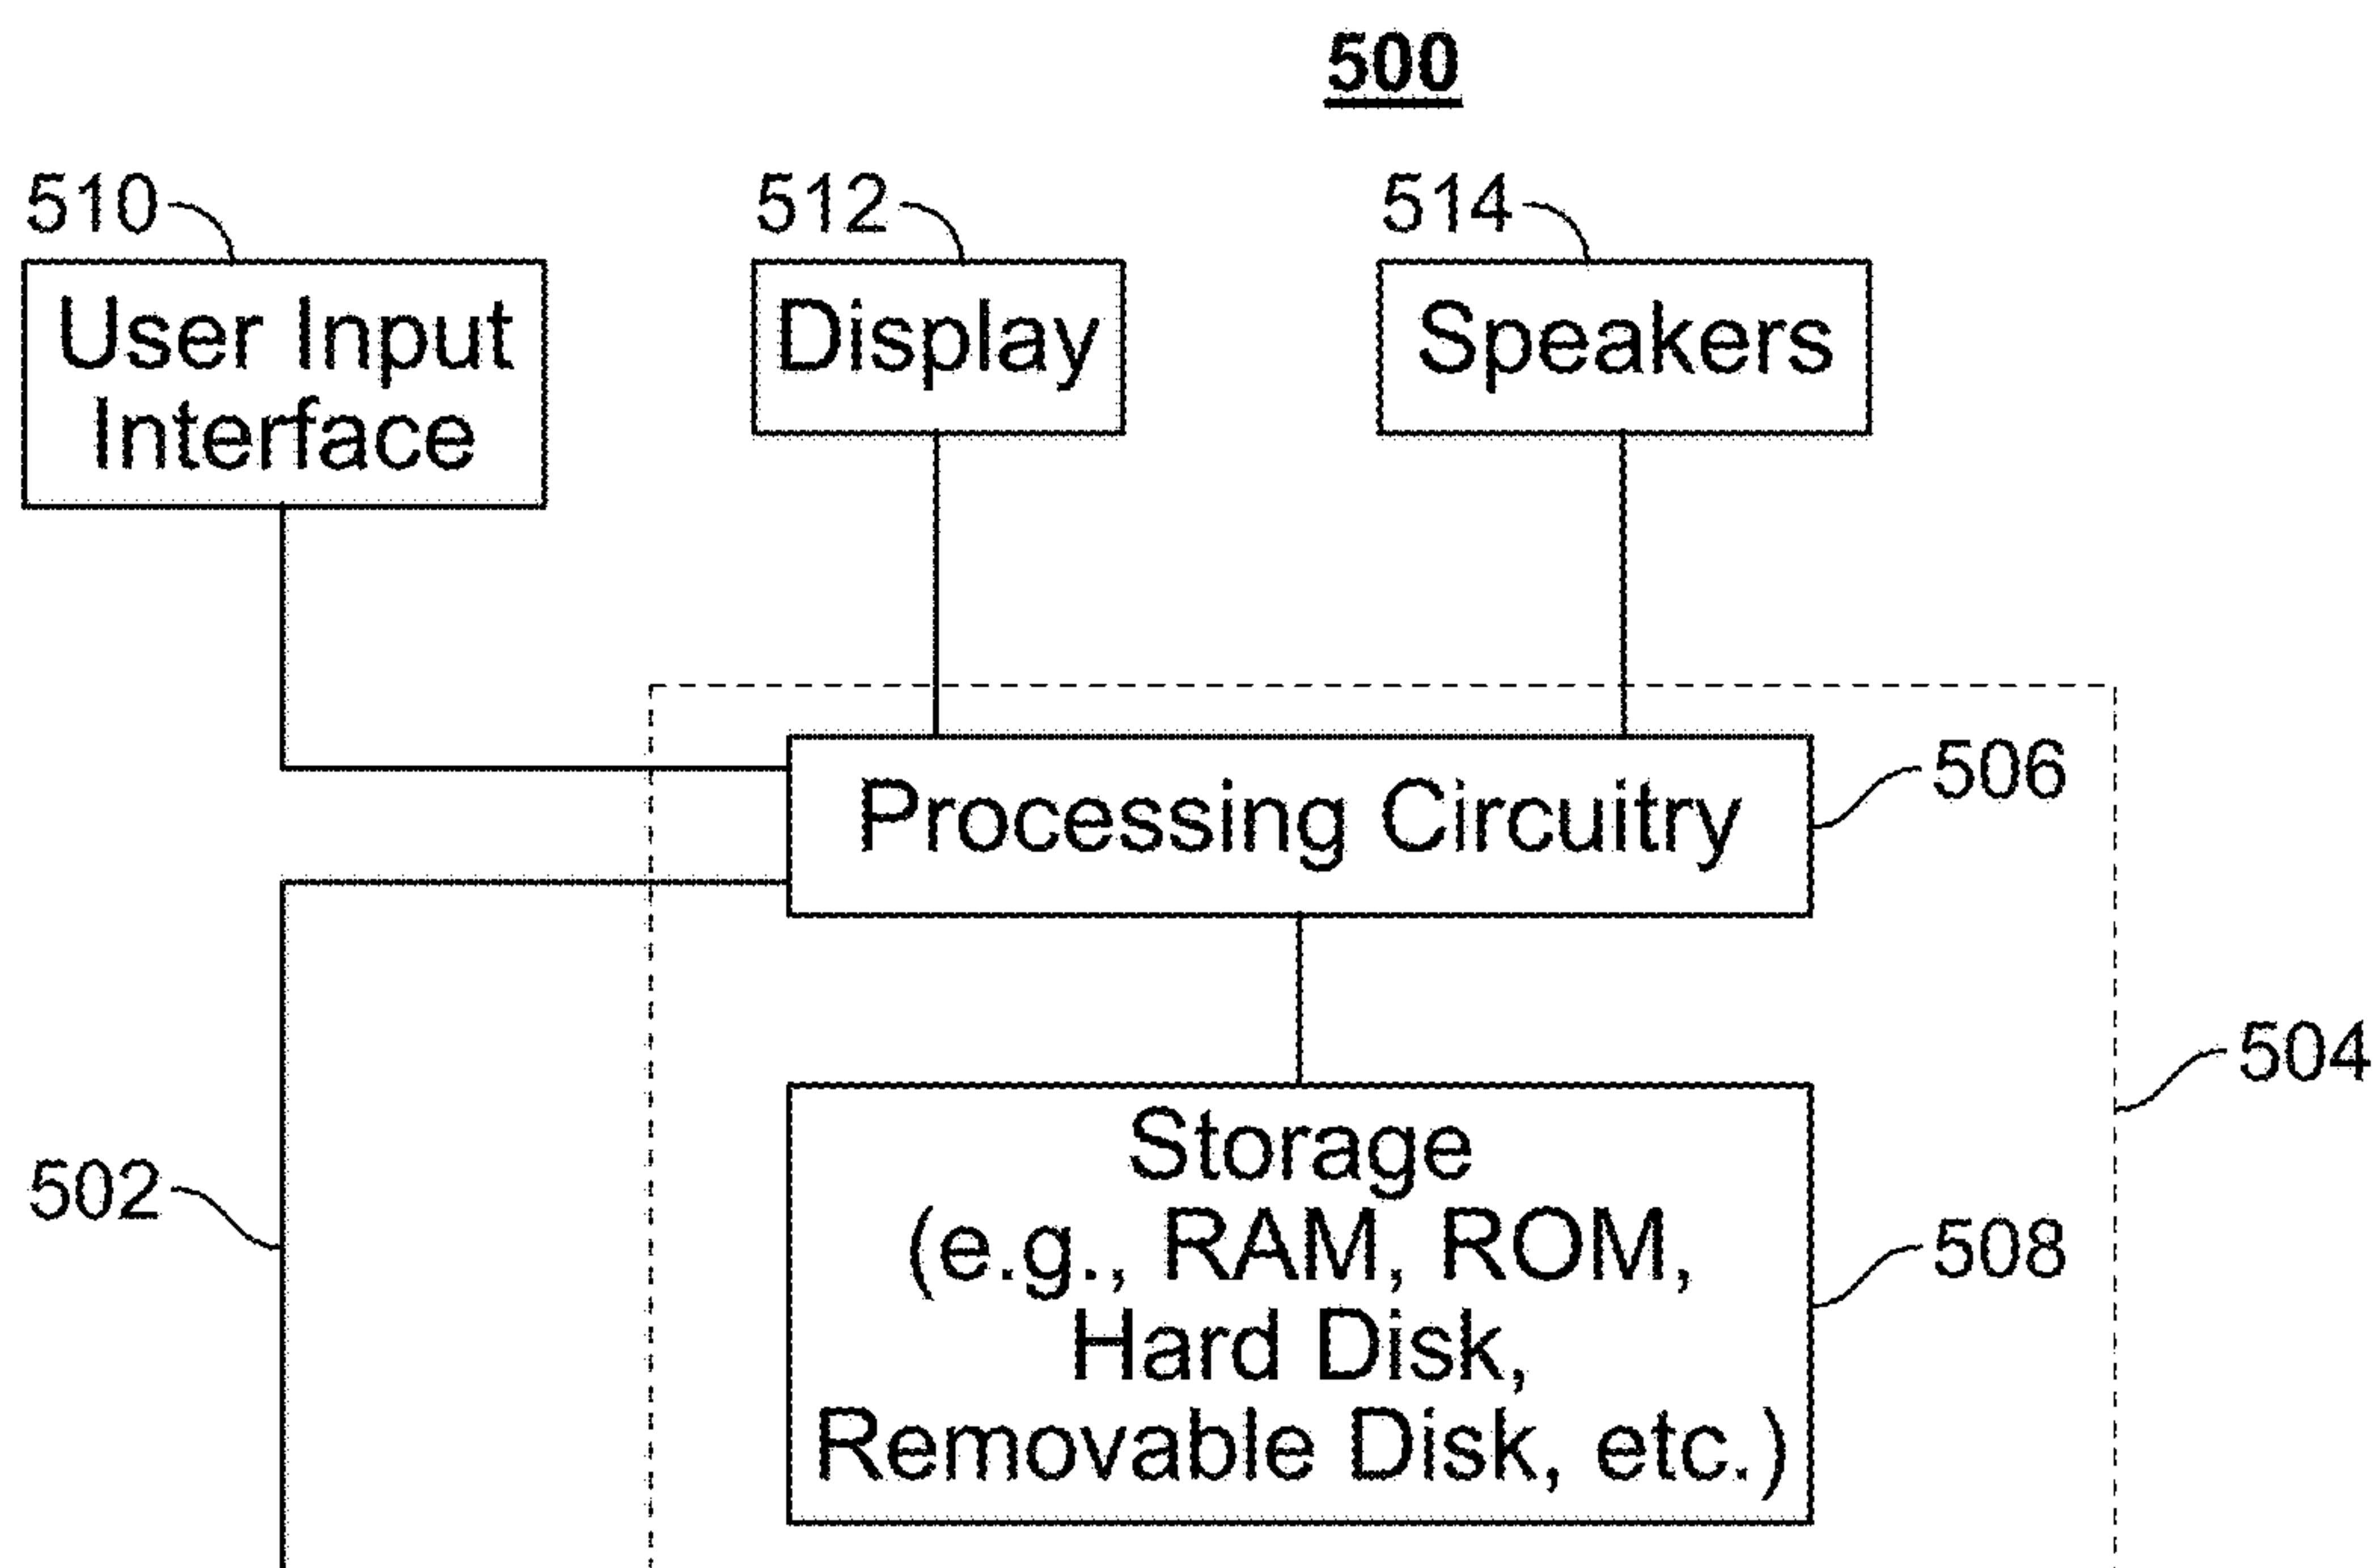 500
510
512
514
User Input
Interface
Display
Speakers
Processing Circuitry
506
504
502
Storage
(e.g., RAM, ROM,
Hard Disk,
Removable Disk, etc.)
508